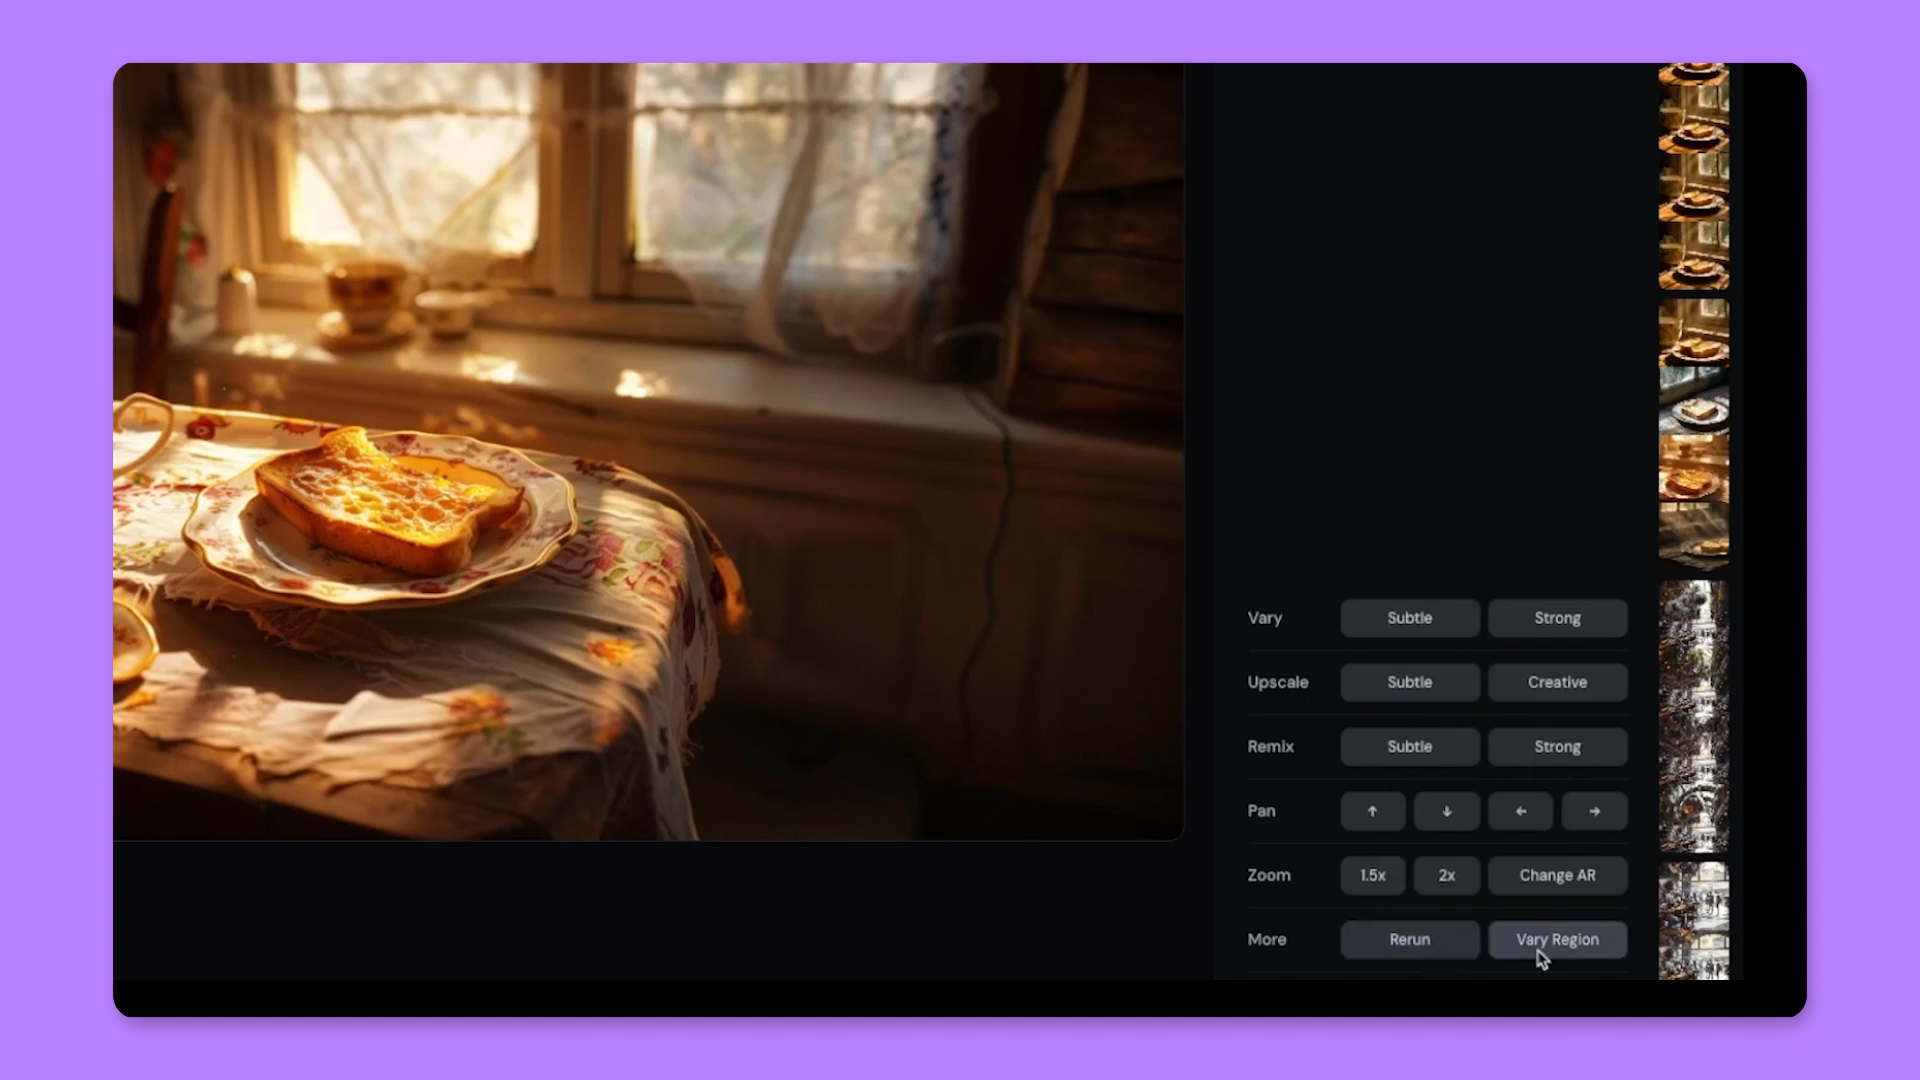 Vary Subtle Strong
Upscale Subtle Creative
Remix Subtle Strong
Pan ↑ ↓ ← →
Zoom 1.5x 2x Change AR
More Rerun Vary Region